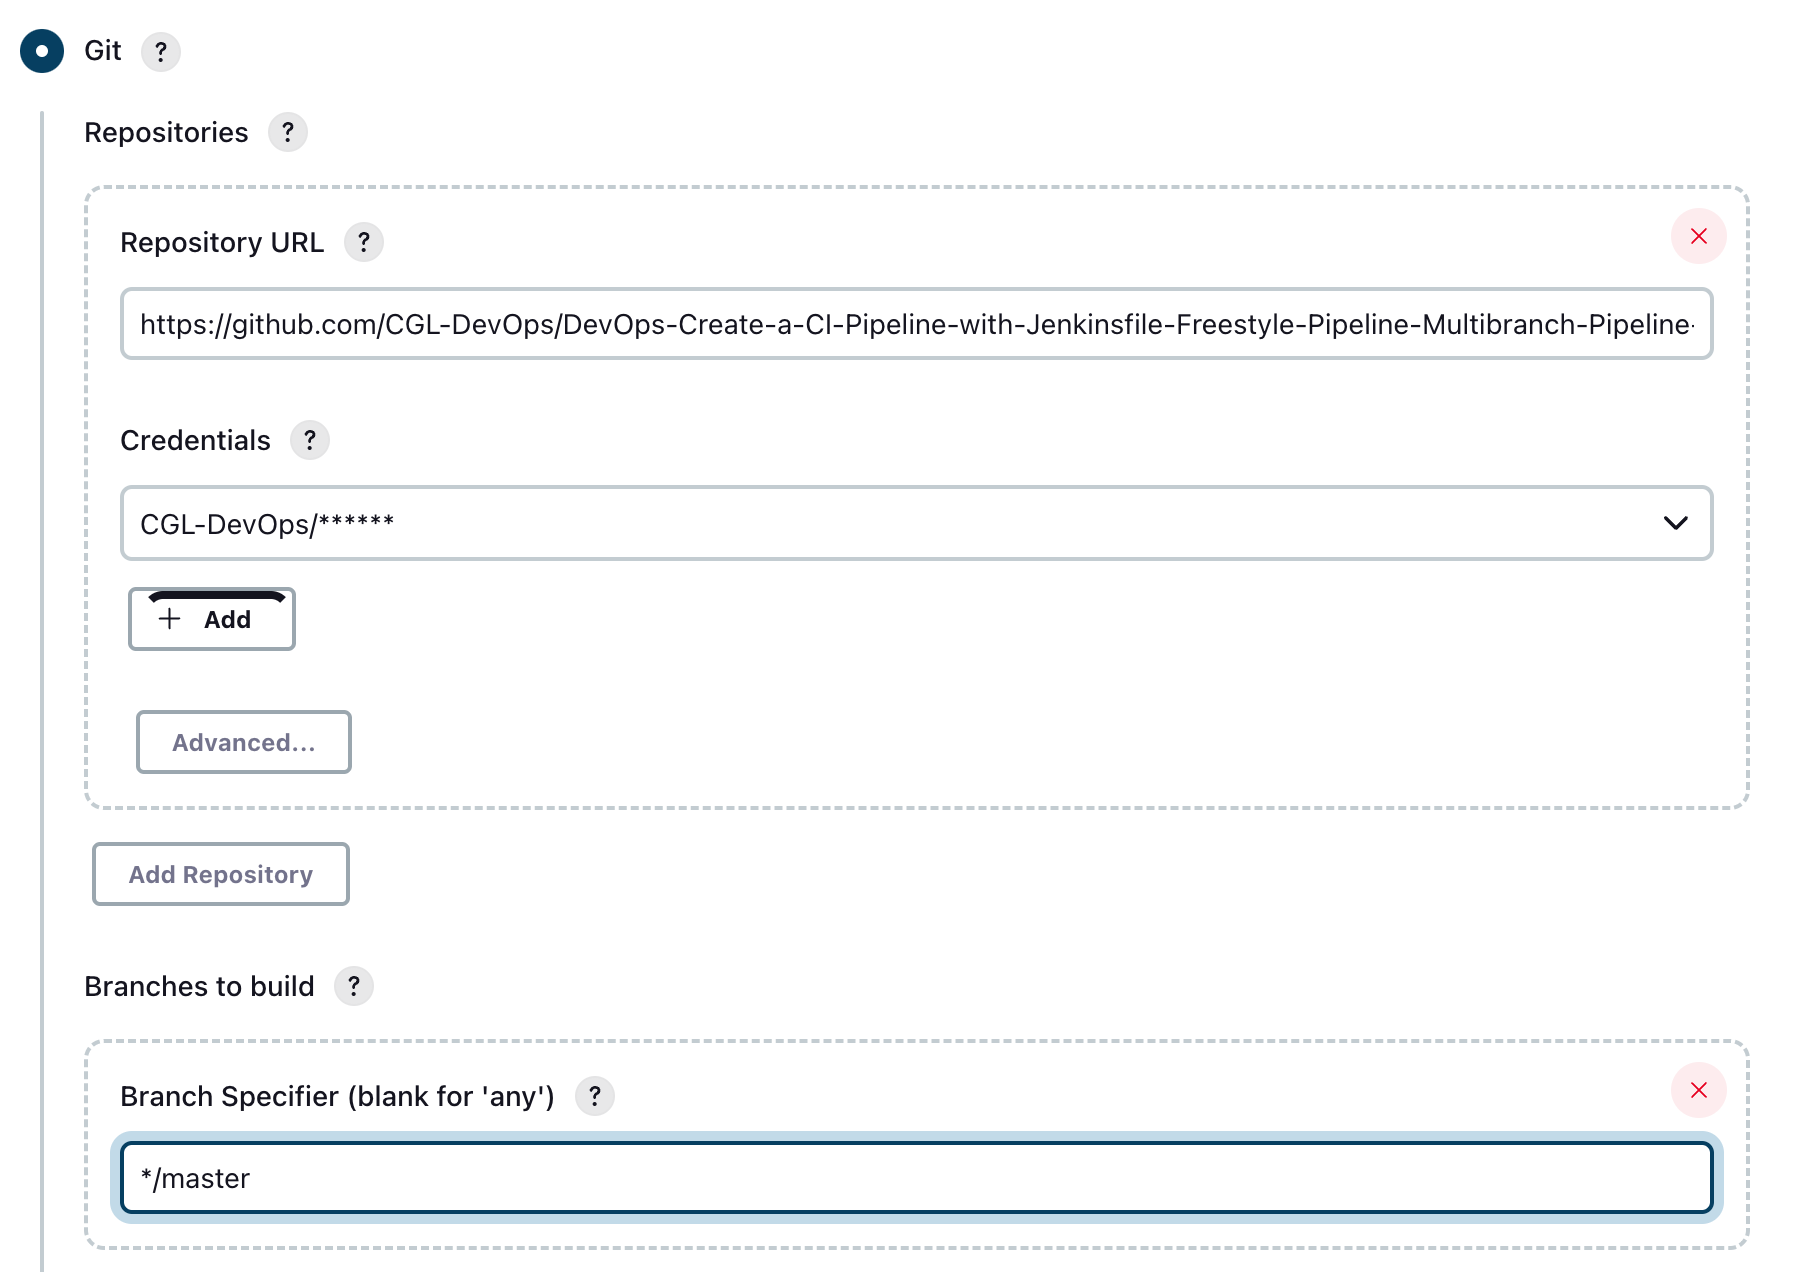 Git ?
Repositories ?
Repository URL ?
https://github.com/CGL-DevOps/DevOps-Create-a-CI-Pipeline-with-Jenkinsfile-Freestyle-Pipeline-Multibranch-Pipeline-
Credentials ?
CGL-DevOps/******
+ Add
Advanced...
Add Repository
Branches to build ?
Branch Specifier (blank for 'any') ?
*/master